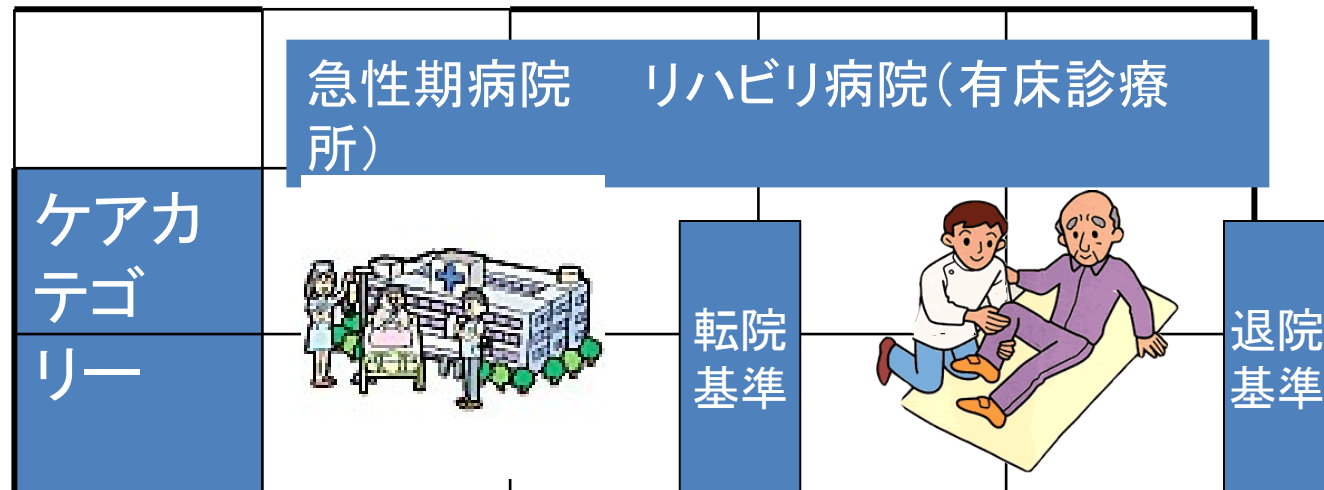 急性期病院　リハビリ病院（有床診療
所）
ケアカ
テゴ
リー
転院
基準
退院
基準